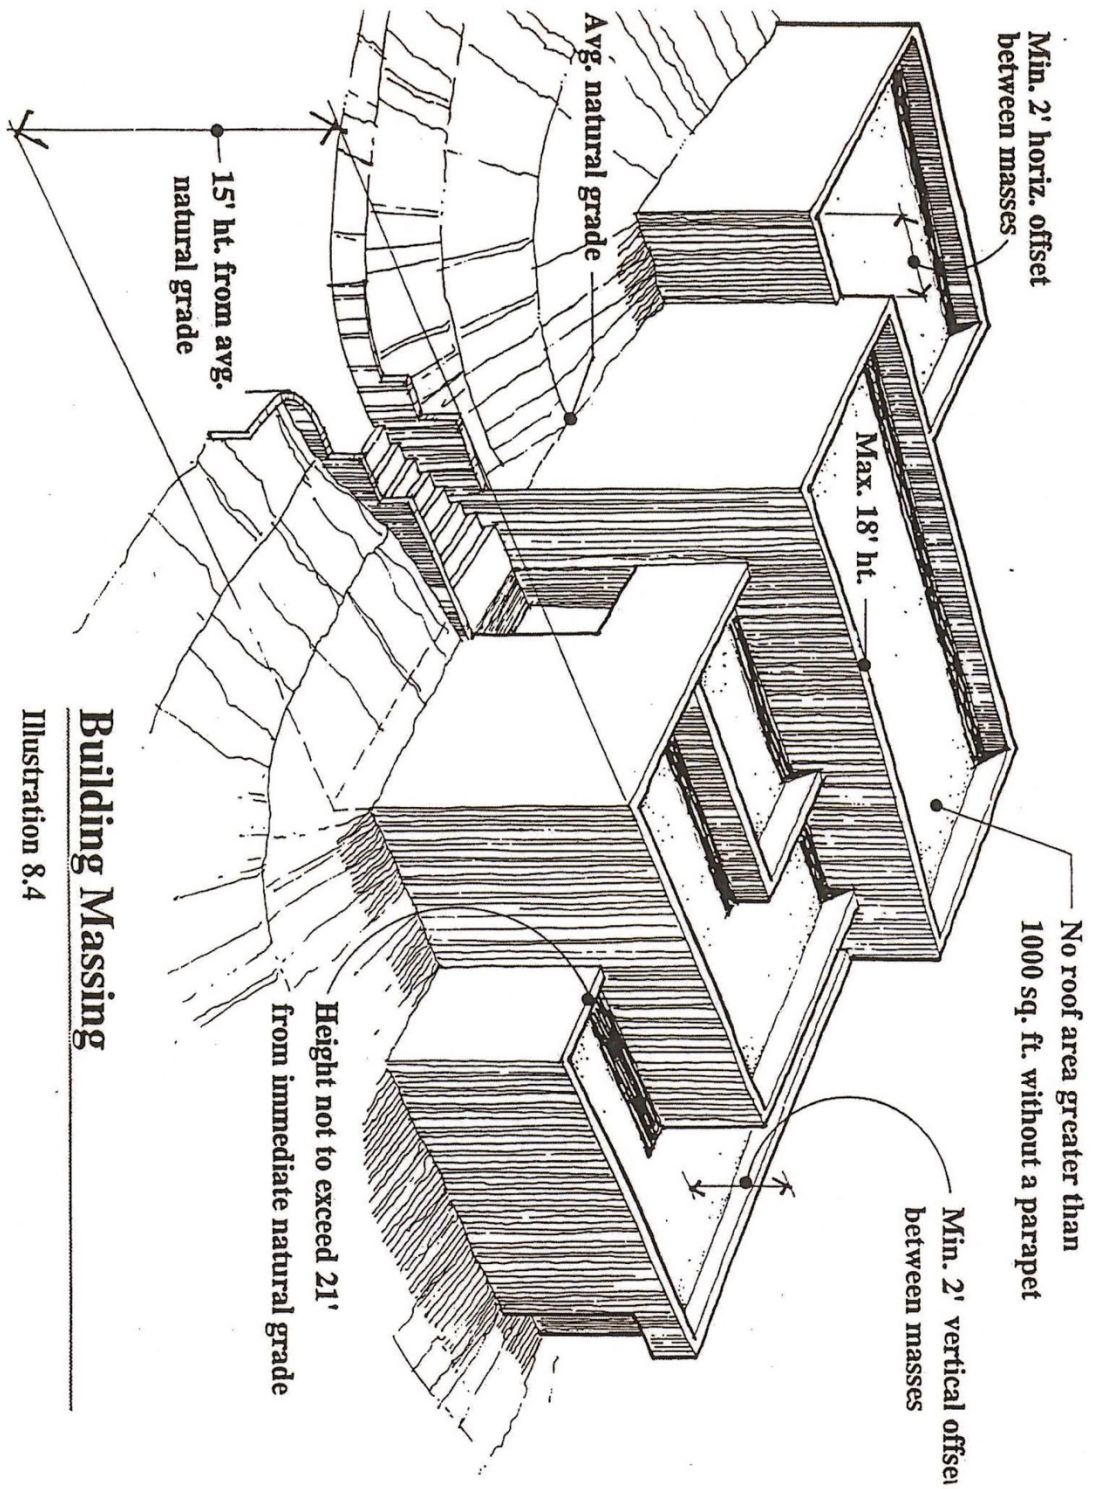 Min. 2' horiz. offset
between masses
Avg. natural grade
15' ht. from avg.
natural grade
Max. 18' ht.
No roof area greater than
1000 sq. ft. without a parapet
Min. 2' vertical offset
between masses
Height not to exceed 21'
from immediate natural grade
Building Massing
Illustration 8.4